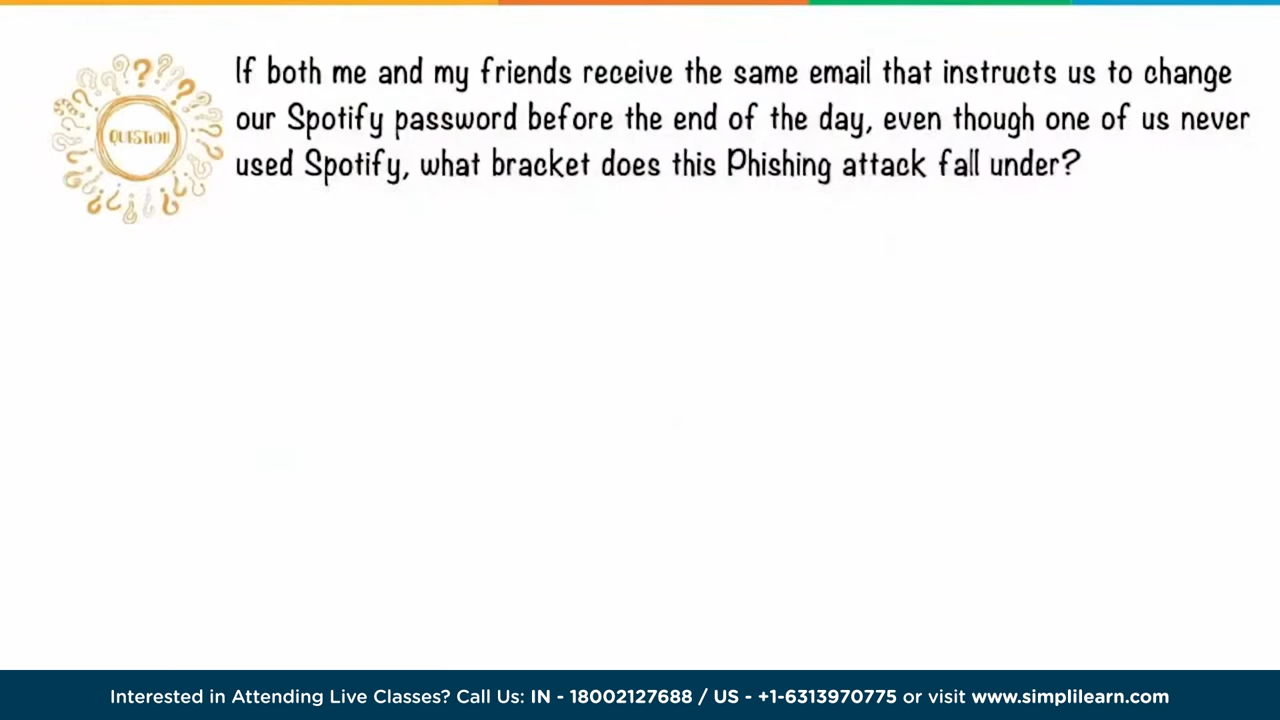 If both me and my friends receive the same email that instructs us to change
our Spotify password before the end of the day, even though one of us never
used Spotify, what bracket does this Phishing attack fall under?
QUESTION
Interested in Attending Live Classes? Call Us: IN - 18002127688 / US - +1-6313970775 or visit www.simplilearn.com